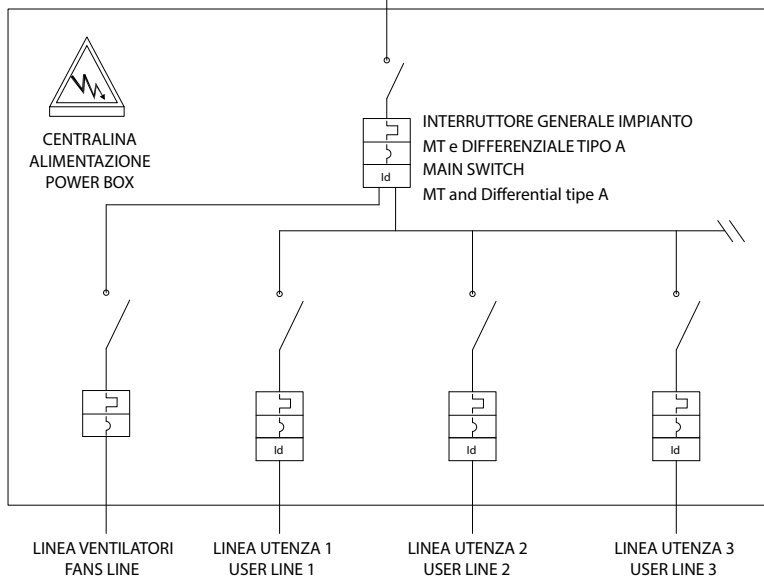 CENTRALINA
ALIMENTAZIONE
POWER BOX
INTERRUTTORE GENERALE IMPIANTO
MT e DIFFERENZIALE TIPO A
MAIN SWITCH
MT and Differential tipe A
Id
Id
Id
Id
LINEA VENTILATORI
FANS LINE
LINEA UTENZA 1
USER LINE 1
LINEA UTENZA 2
USER LINE 2
LINEA UTENZA 3
USER LINE 3